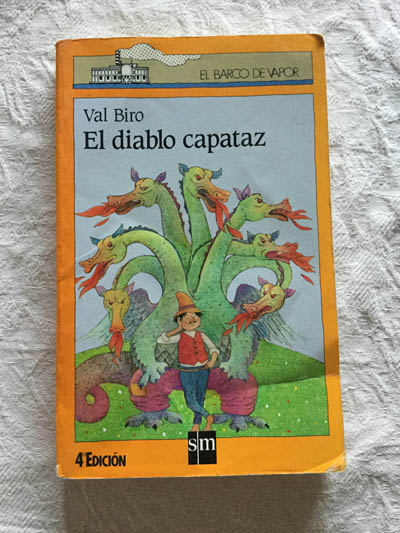 EL BARCO DE VAPOR
Val Biro
El diablo capataz
4ª EDICIÓN
sm